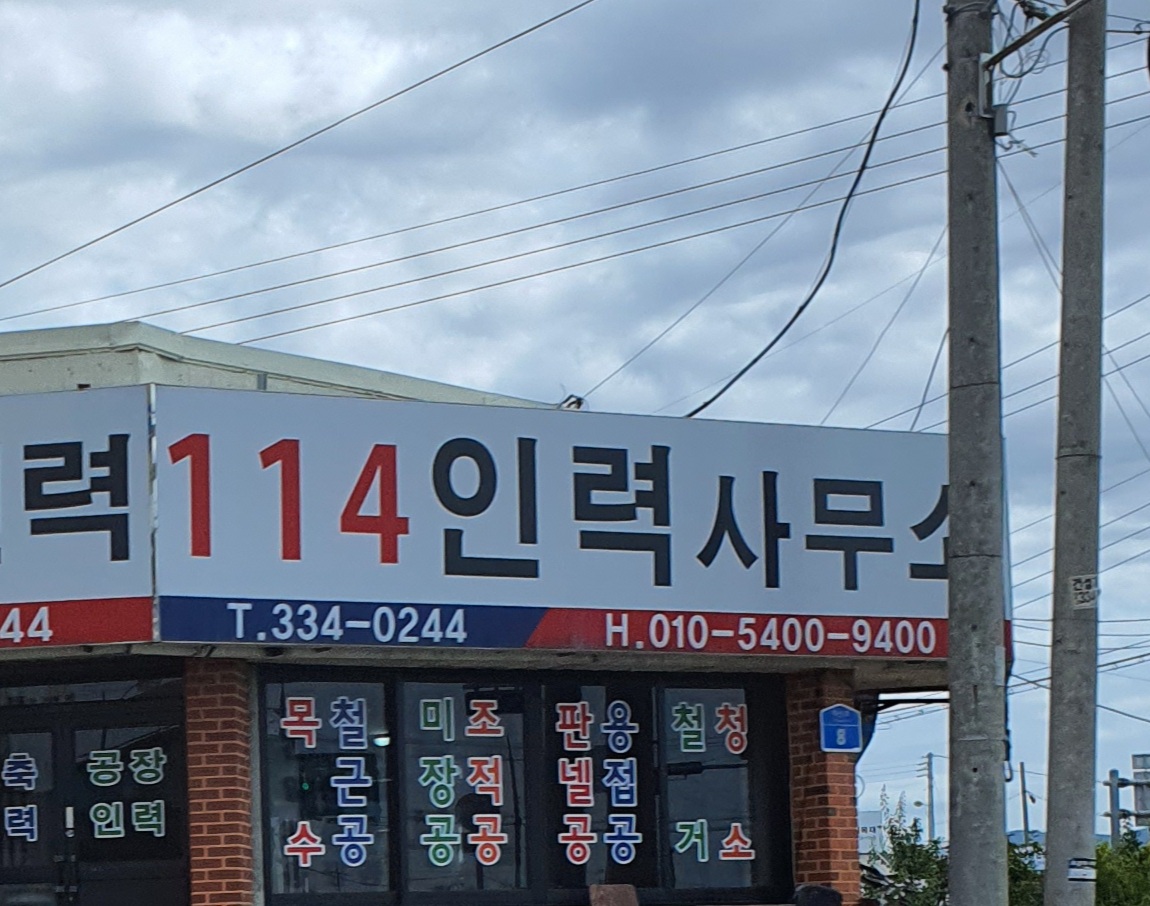 력
114인력사무소
44
T.334-0244
H.010-5400-9400
목수
철근공
미장공
조적공
판넬공
용접공
철거
청소
축
력
공장
인력
8